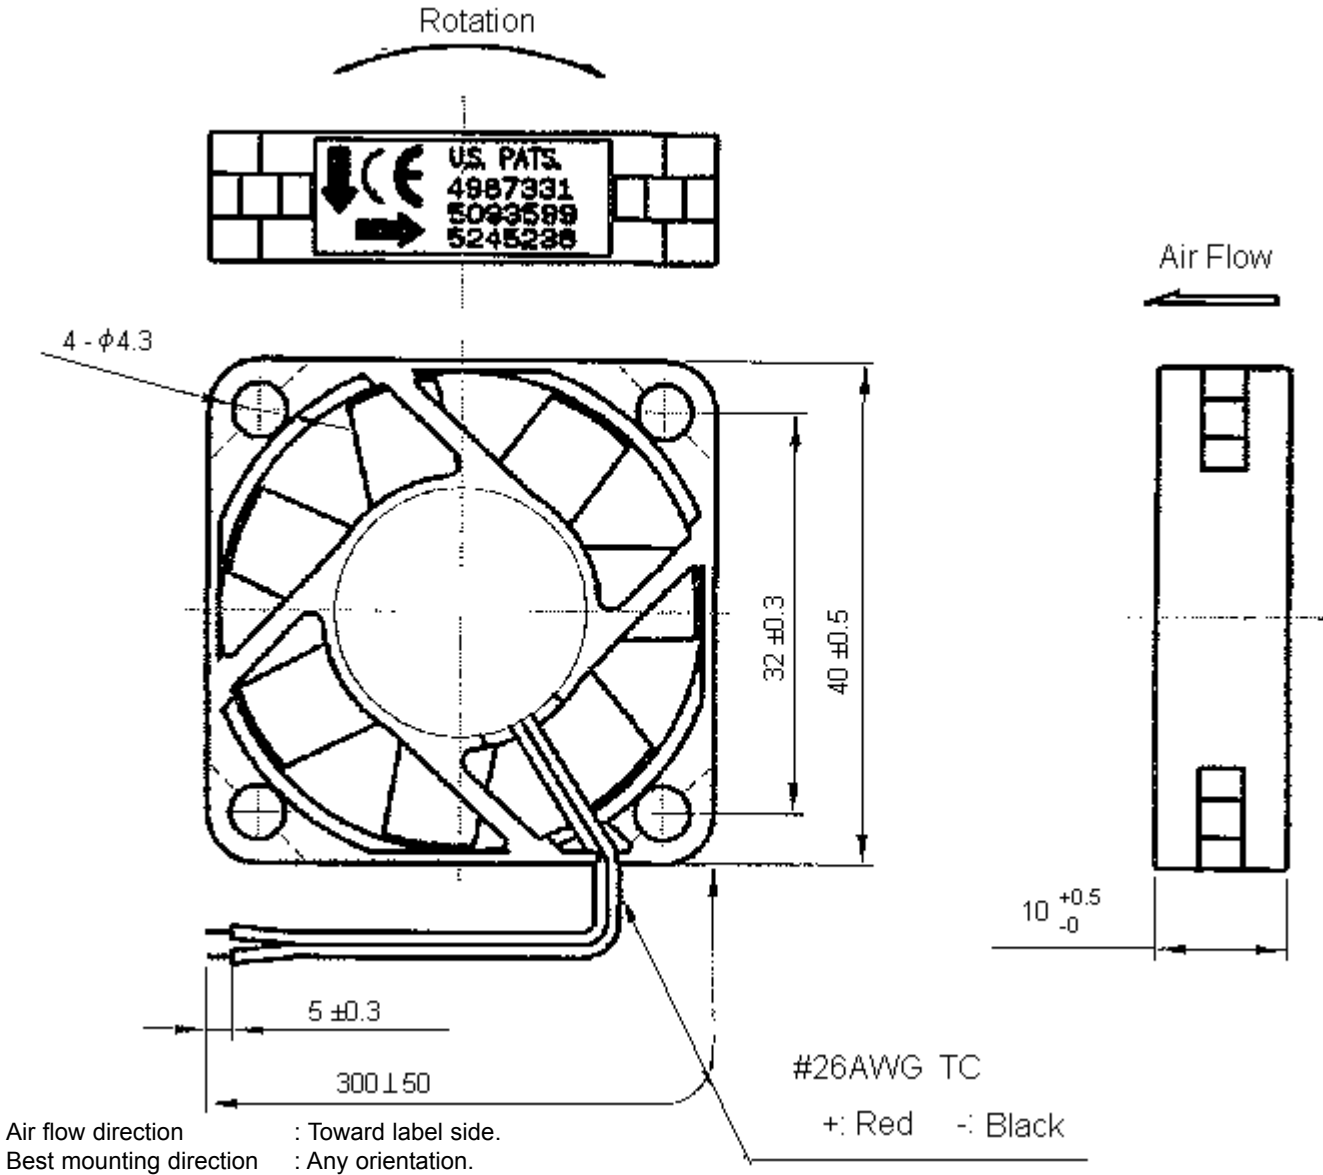 Rotation
CE
U.S. PATS.
4987331
5093599
5245236
Air Flow
4 - ϕ4.3
32 ±0.3
40 ±0.5
10 +0.5 -0
5 ±0.3
300⊥50
#26AWG TC
+: Red -: Black
Air flow direction : Toward label side.
Best mounting direction : Any orientation.